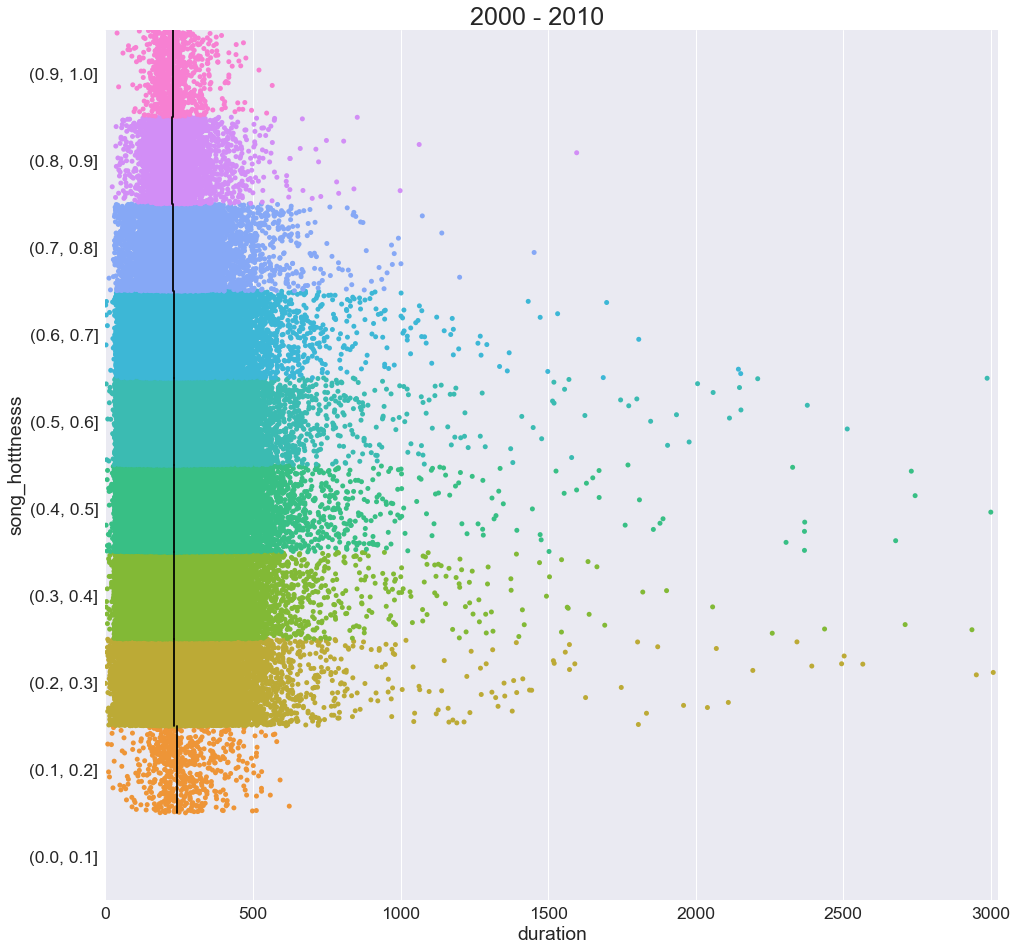 2000 - 2010
song_hotttnesss
(0.9, 1.0]
(0.8, 0.9]
(0.7, 0.8]
(0.6, 0.7]
(0.5, 0.6]
(0.4, 0.5]
(0.3, 0.4]
(0.2, 0.3]
(0.1, 0.2]
(0.0, 0.1]
0 500 1000 1500 2000 2500 3000
duration